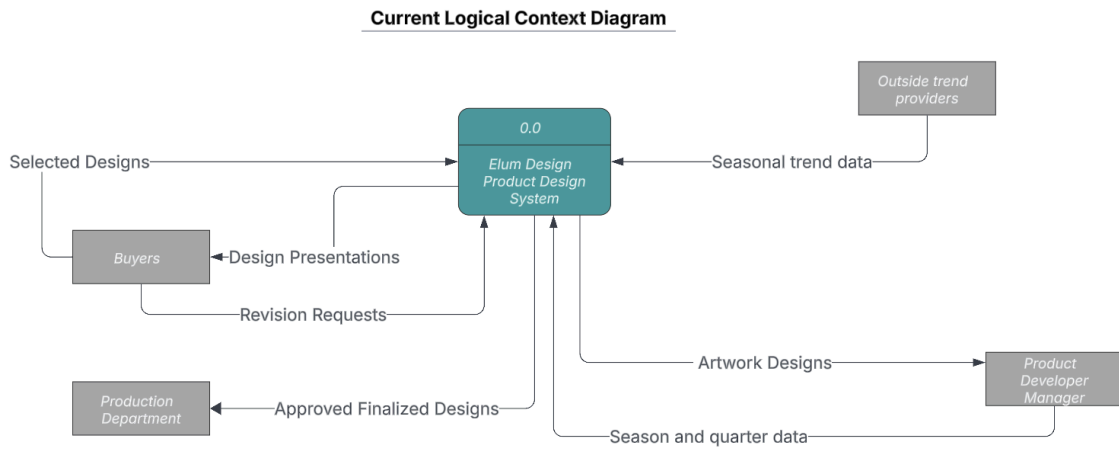 Current Logical Context Diagram
Outside trend
providers
0.0
Selected Designs
Elum Design
Product Design
System
Seasonal trend data
Buyers
Design Presentations
Revision Requests
Artwork Designs
Product
Developer
Manager
Production
Department
Approved Finalized Designs
Season and quarter data